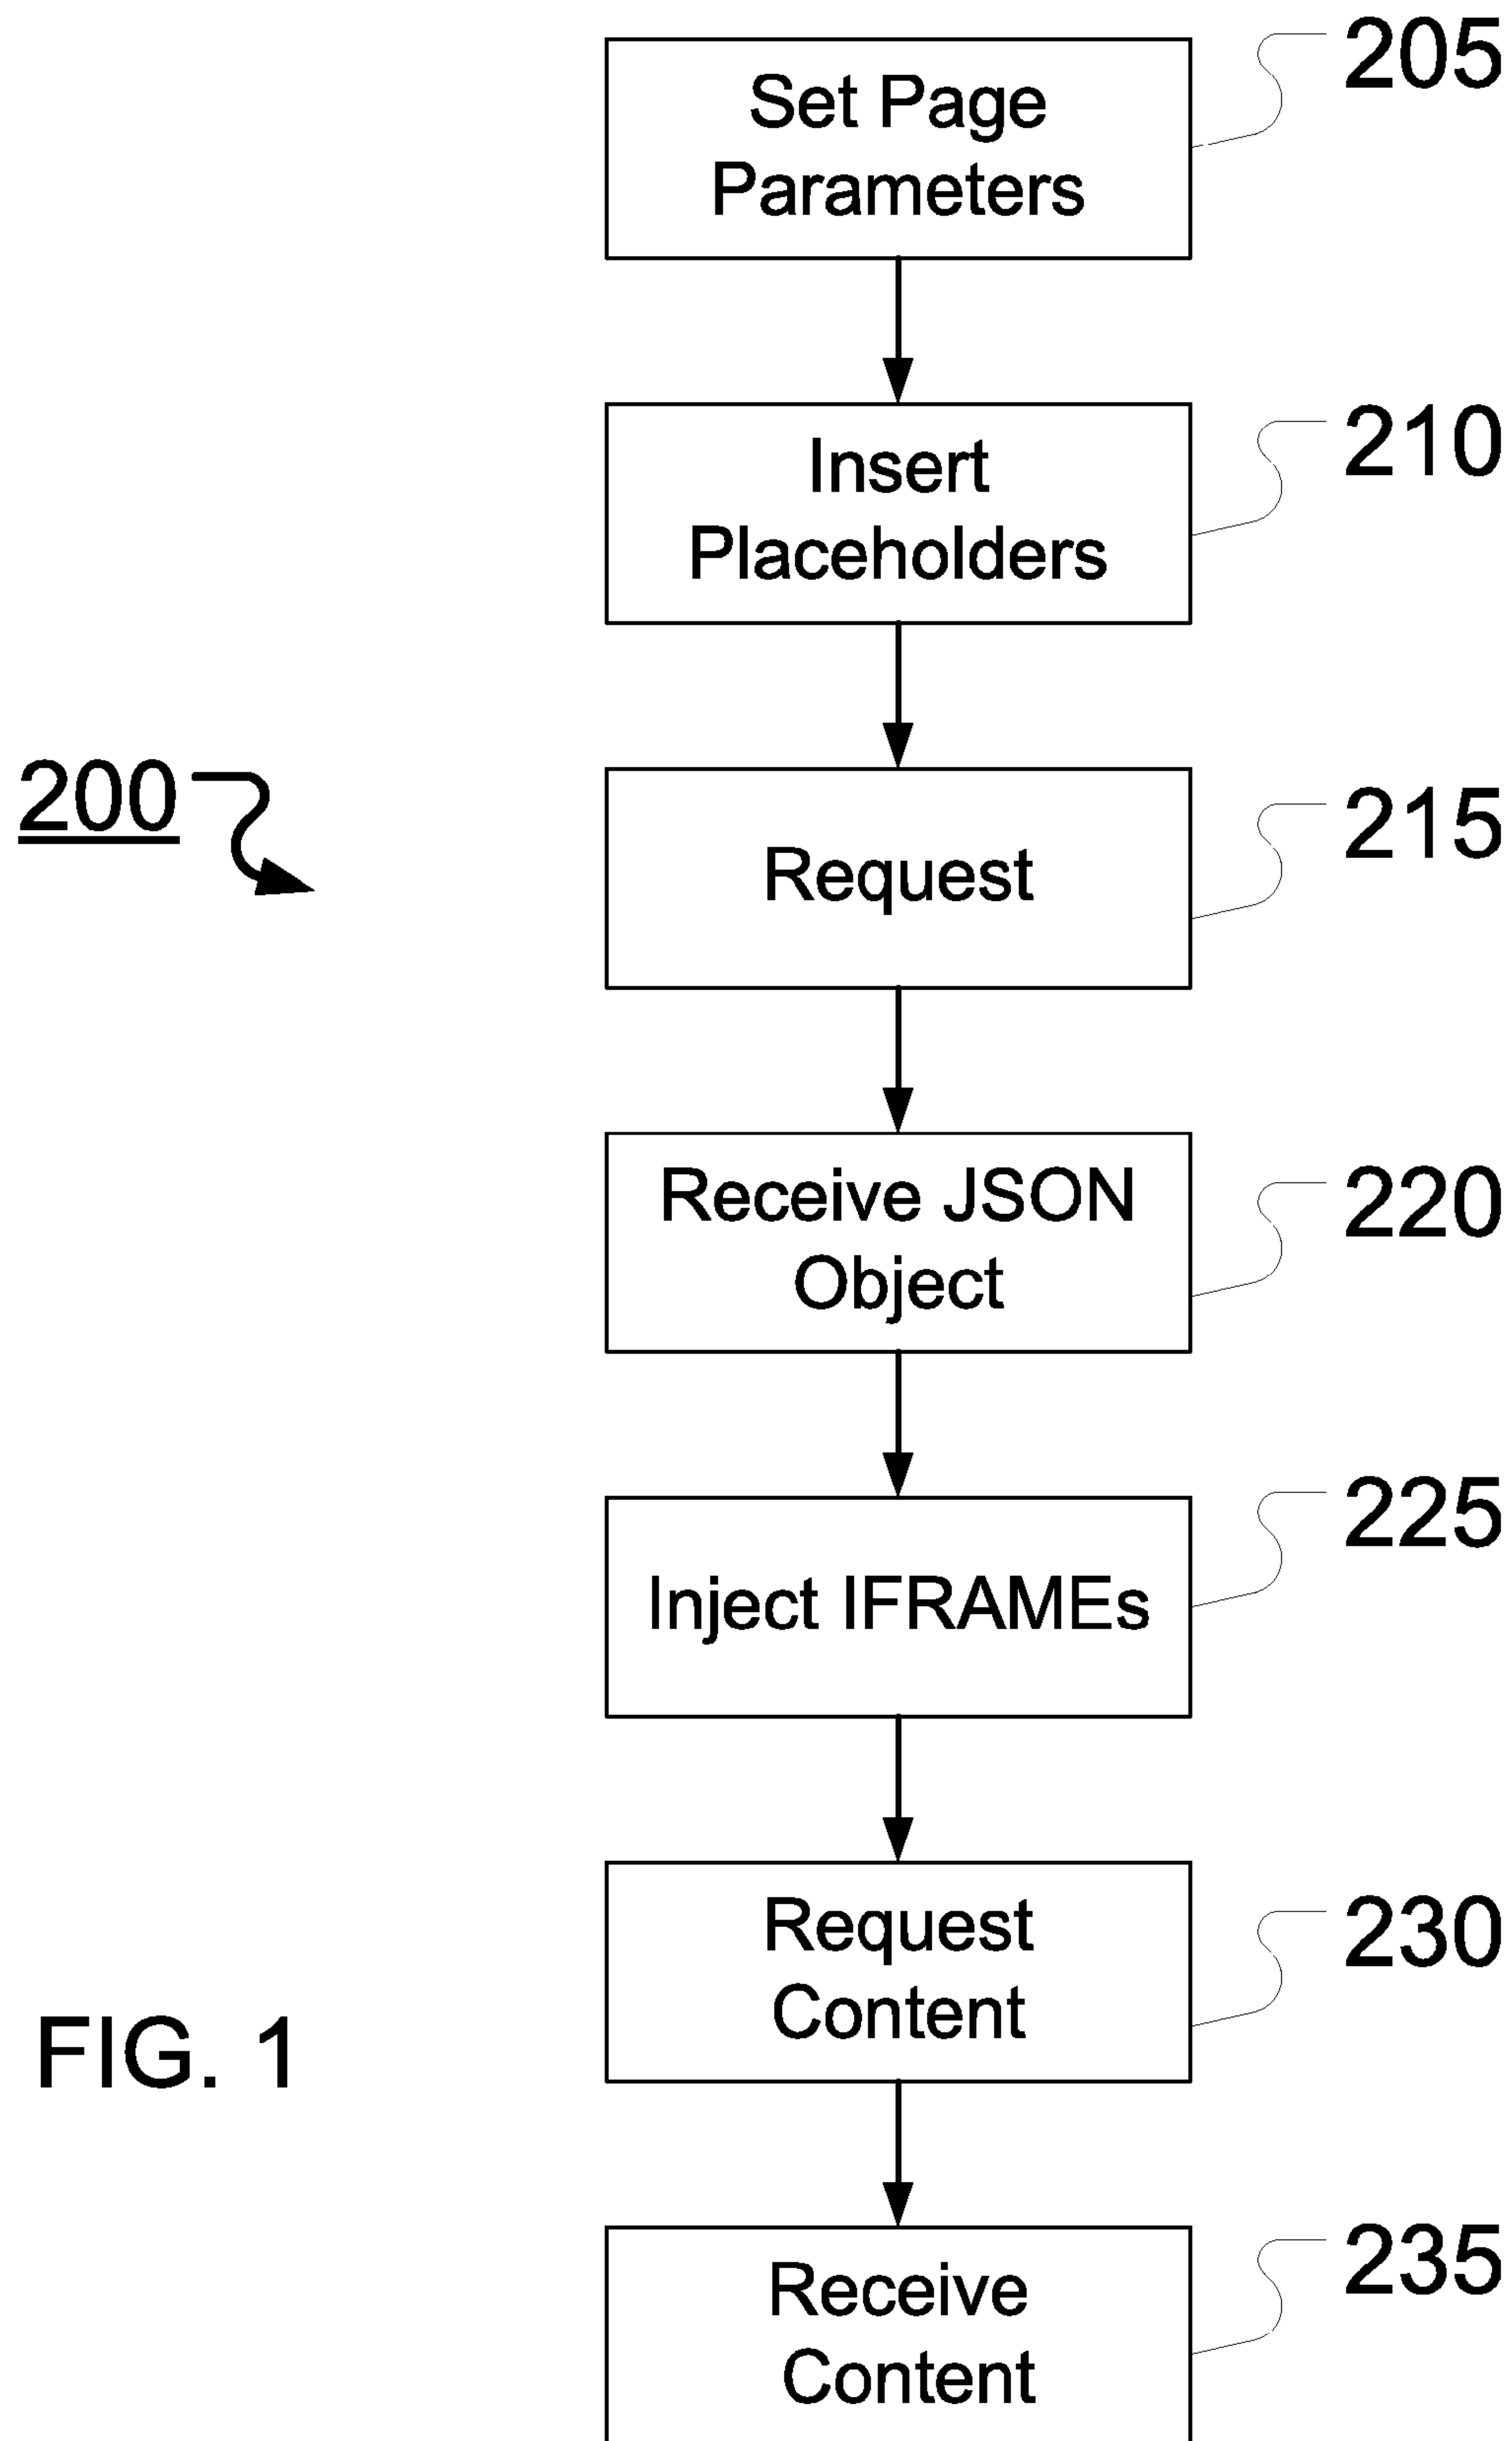 Set Page
Parameters
205
Insert
Placeholders
210
200
Request
215
Receive JSON
Object
220
Inject IFRAMEs
225
Request
Content
230
FIG. 1
Receive
Content
235